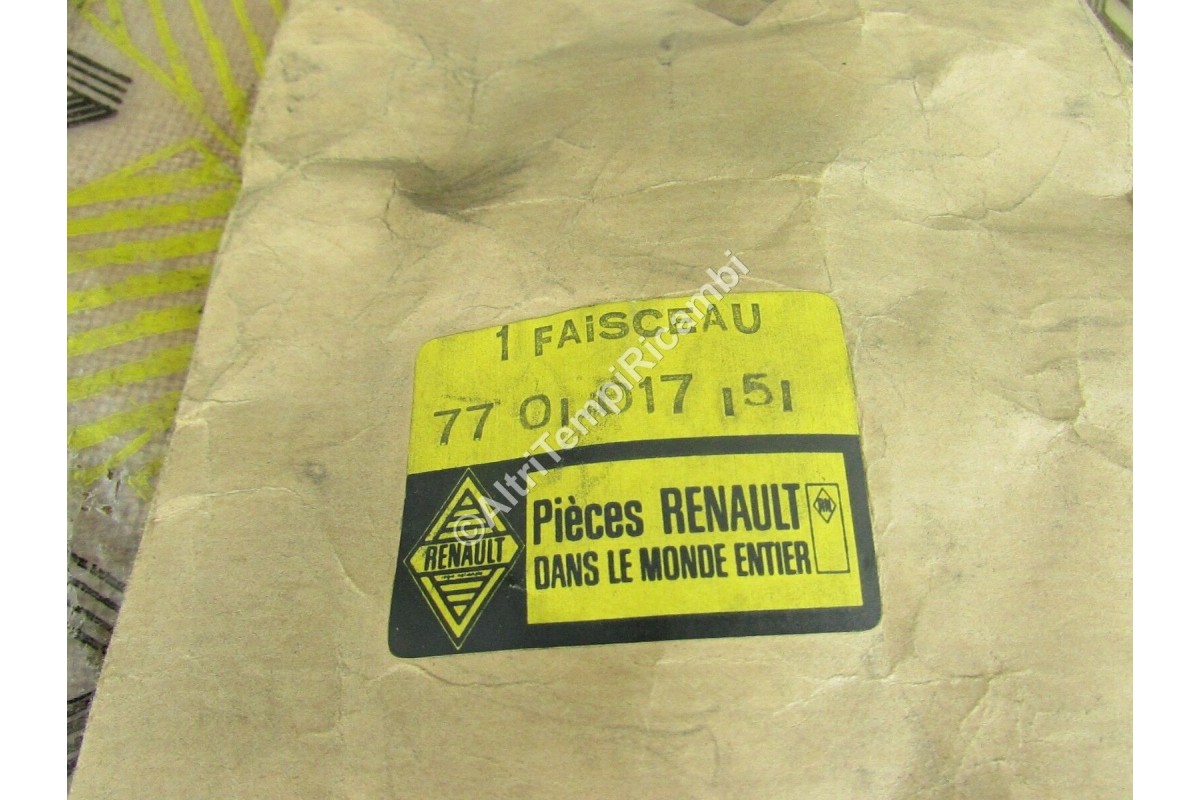 1 FAiSCEAU
77 01 017 151
Pièces RENAULT
DANS LE MONDE ENTIER
RENAULT
©AltriTempiRicambi